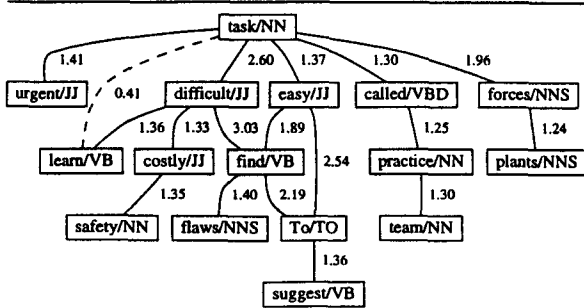 task/NN
1.41 2.60 1.37 1.30 1.96
urgent/JJ 0.41 difficult/JJ easy/JJ called/VBD forces/NNS
1.36 1.33 3.03 1.89 1.25 1.24
learn/VB costly/JJ find/VB 2.54 practice/NN plants/NNS
1.35 1.40 2.19 1.30
safety/NN flaws/NNS To/TO team/NN
1.36
suggest/VB